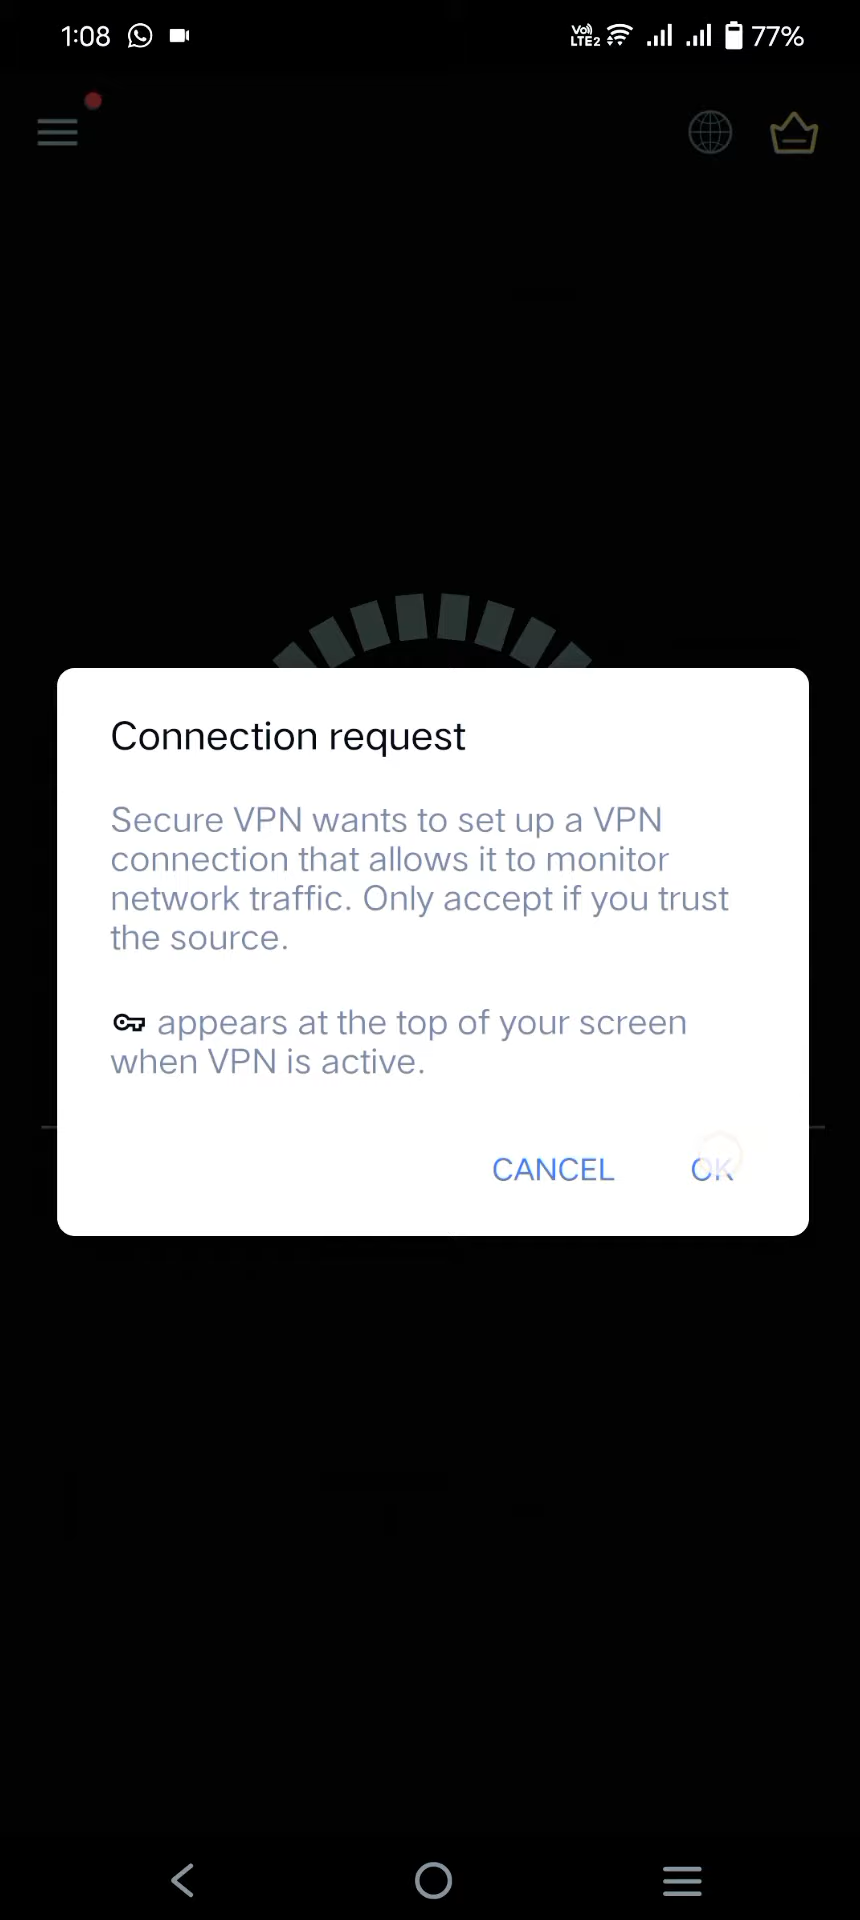 1:08 Vo) LTE2 77%
Connection request
Secure VPN wants to set up a VPN
connection that allows it to monitor
network traffic. Only accept if you trust
the source.
appears at the top of your screen
when VPN is active.
CANCEL OK